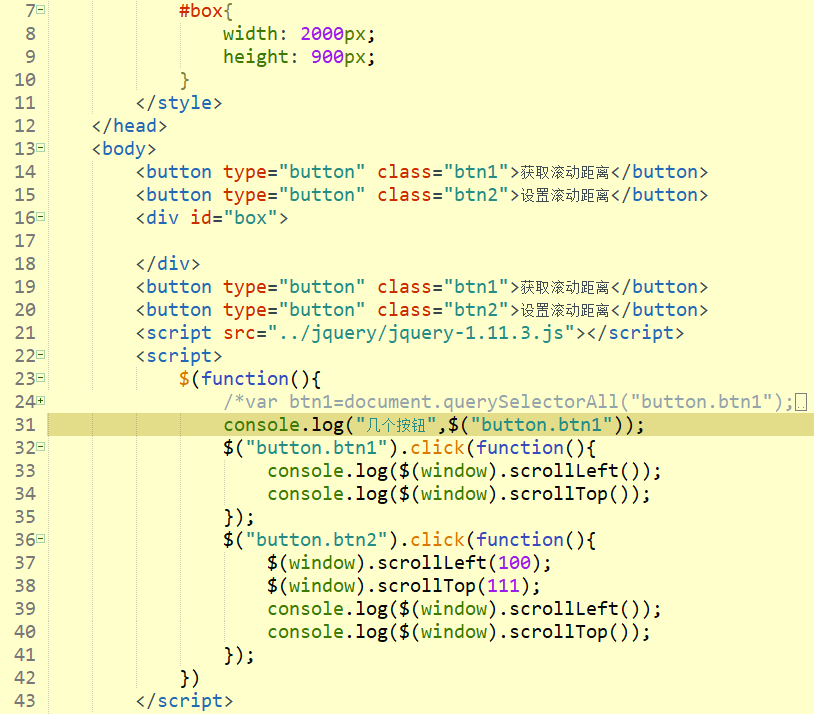 7 #box{
8 width: 2000px;
9 height: 900px;
10 }
11 </style>
12 </head>
13 <body>
14 <button type="button" class="btn1">获取滚动距离</button>
15 <button type="button" class="btn2">设置滚动距离</button>
16 <div id="box">
17
18 </div>
19 <button type="button" class="btn1">获取滚动距离</button>
20 <button type="button" class="btn2">设置滚动距离</button>
21 <script src="../jquery/jquery-1.11.3.js"></script>
22 <script>
23 $(function(){
24 /*var btn1=document.querySelectorAll("button.btn1");..
31 console.log("几个按钮",$("button.btn1"));
32 $("button.btn1").click(function(){
33 console.log($(window).scrollLeft());
34 console.log($(window).scrollTop());
35 });
36 $("button.btn2").click(function(){
37 $(window).scrollLeft(100);
38 $(window).scrollTop(111);
39 console.log($(window).scrollLeft());
40 console.log($(window).scrollTop());
41 });
42 })
43 </script>